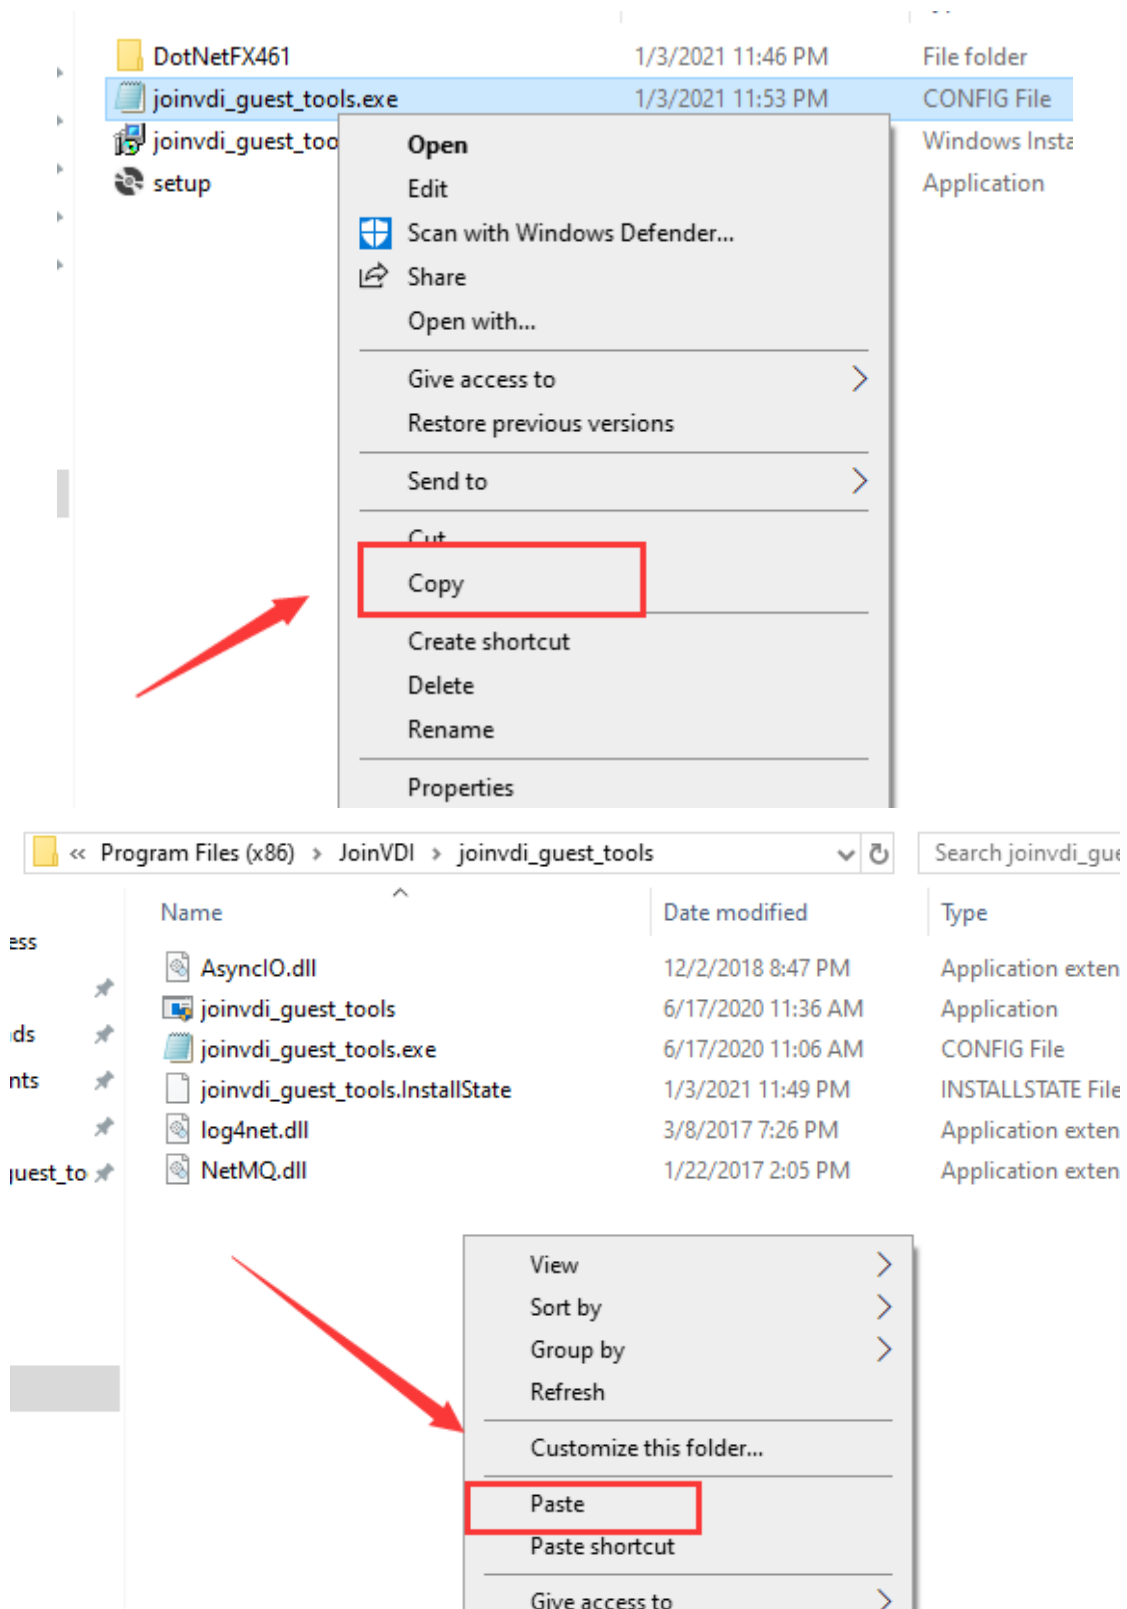 DotNetFX461 1/3/2021 11:46 PM File folder
joinvdi_guest_tools.exe 1/3/2021 11:53 PM CONFIG File
joinvdi_guest_too Windows Insta
setup Application
Open
Edit
Scan with Windows Defender...
Share
Open with...
Give access to
Restore previous versions
Send to
Cut
Copy
Create shortcut
Delete
Rename
Properties
« Program Files (x86) › JoinVDI › joinvdi_guest_tools Search joinvdi_gue
Name Date modified Type
ess
AsyncIO.dll 12/2/2018 8:47 PM Application exten
joinvdi_guest_tools 6/17/2020 11:36 AM Application
ds
joinvdi_guest_tools.exe 6/17/2020 11:06 AM CONFIG File
nts
joinvdi_guest_tools.InstallState 1/3/2021 11:49 PM INSTALLSTATE File
log4net.dll 3/8/2017 7:26 PM Application exten
guest_to
NetMQ.dll 1/22/2017 2:05 PM Application exten
View
Sort by
Group by
Refresh
Customize this folder...
Paste
Paste shortcut
Give access to